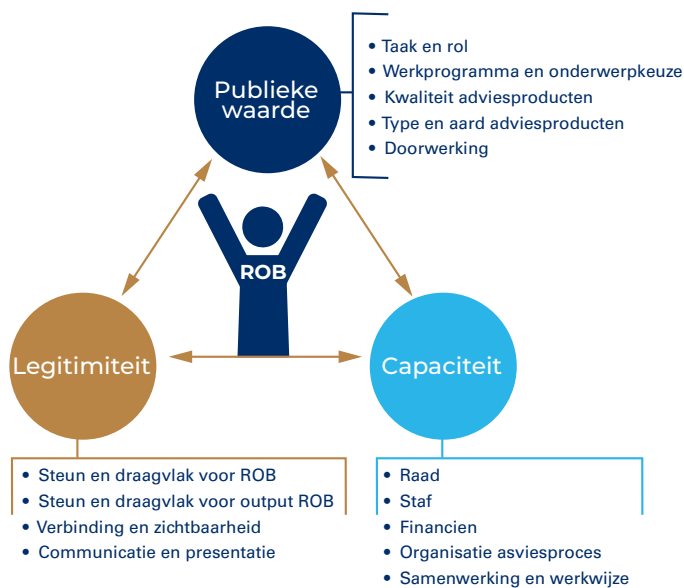 Publieke
waarde
• Taak en rol
• Werkprogramma en onderwerpkeuze
• Kwaliteit adviesproducten
• Type en aard adviesproducten
• Doorwerking
ROB
Legitimiteit
• Steun en draagvlak voor ROB
• Steun en draagvlak voor output ROB
• Verbinding en zichtbaarheid
• Communicatie en presentatie
Capaciteit
• Raad
• Staf
• Financien
• Organisatie asviesproces
• Samenwerking en werkwijze